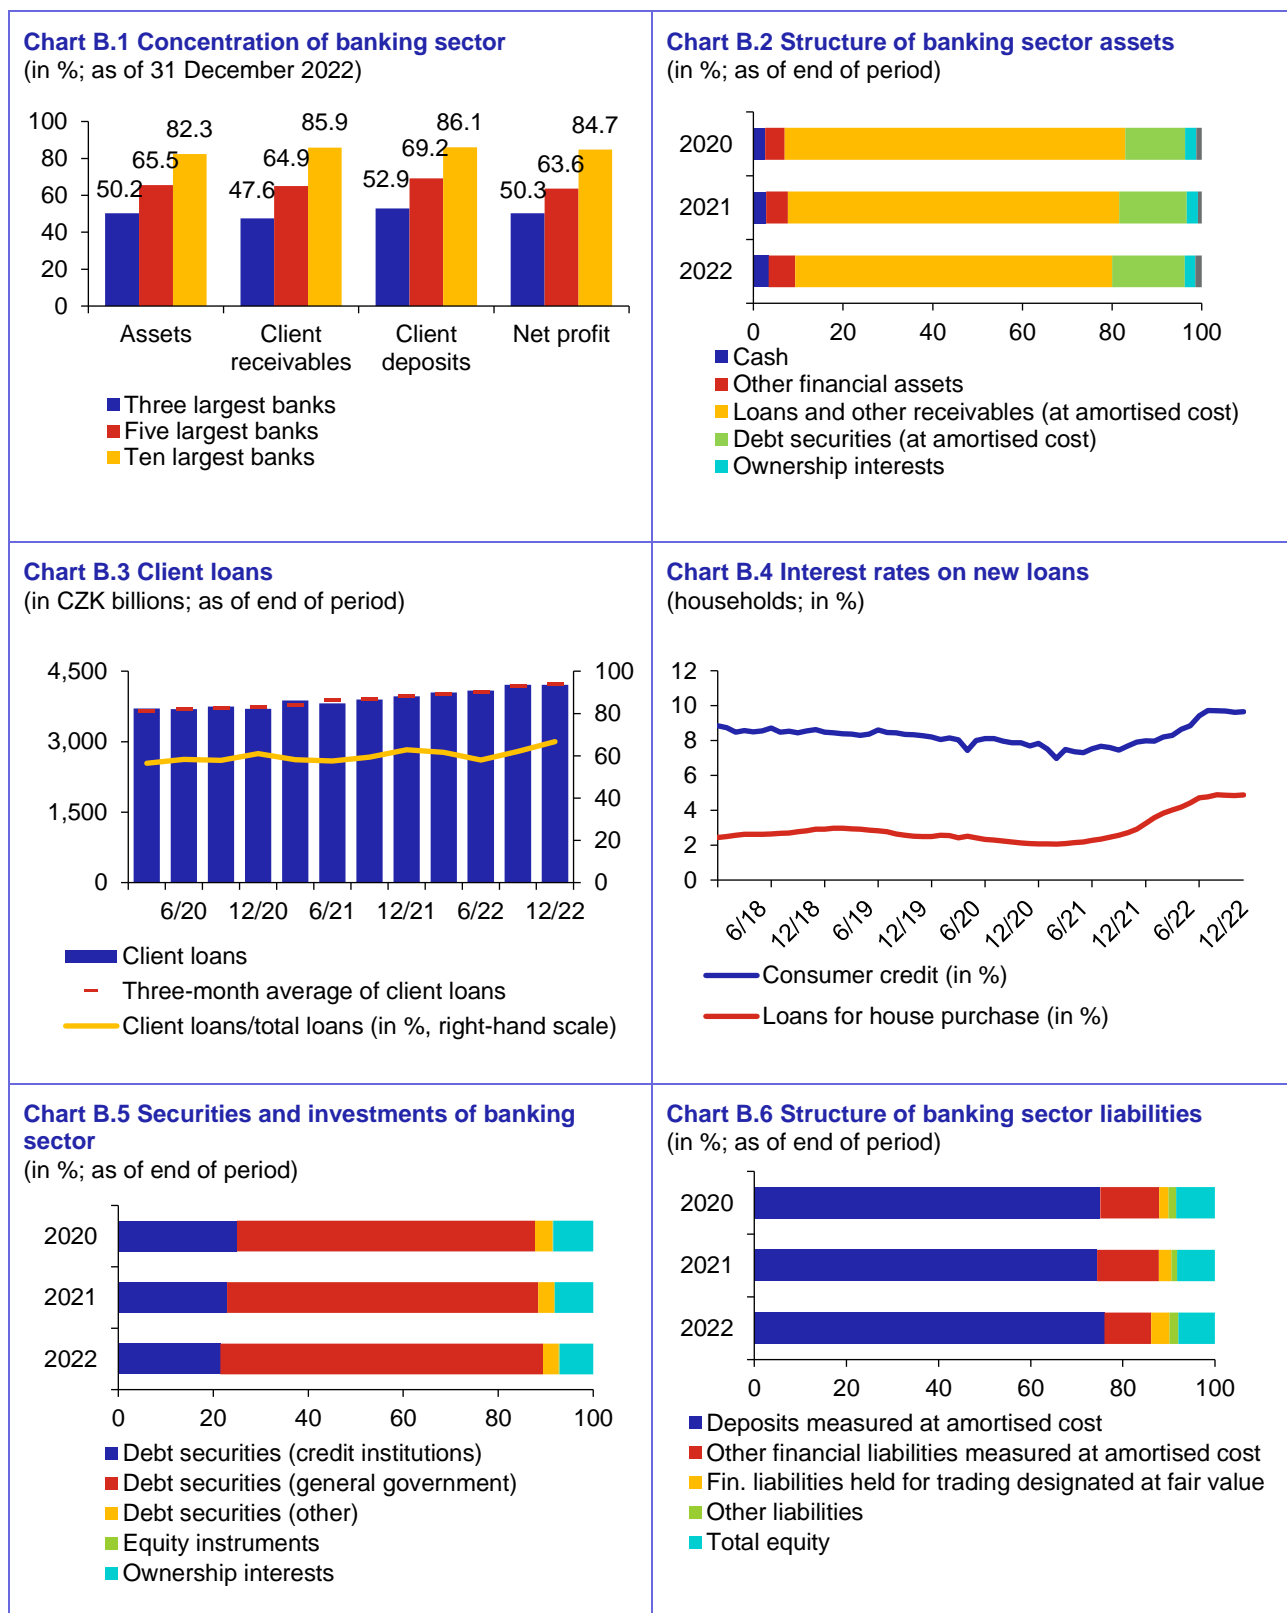 Chart B.1 Concentration of banking sector
(in %; as of 31 December 2022)
100
80
60
40
20
0
50.2
65.5
82.3
47.6
64.9
85.9
52.9
69.2
86.1
50.3
63.6
84.7
Assets
Client receivables
Client deposits
Net profit
Three largest banks
Five largest banks
Ten largest banks
Chart B.2 Structure of banking sector assets
(in %; as of end of period)
2020
2021
2022
0 20 40 60 80 100
Cash
Other financial assets
Loans and other receivables (at amortised cost)
Debt securities (at amortised cost)
Ownership interests
Chart B.3 Client loans
(in CZK billions; as of end of period)
4,500
3,000
1,500
0
100
80
60
40
20
0
6/20 12/20 6/21 12/21 6/22 12/22
Client loans
Three-month average of client loans
Client loans/total loans (in %, right-hand scale)
Chart B.4 Interest rates on new loans
(households; in %)
12
10
8
6
4
2
0
6/18 12/18 6/19 12/19 6/20 12/20 6/21 12/21 6/22 12/22
Consumer credit (in %)
Loans for house purchase (in %)
Chart B.5 Securities and investments of banking
sector
(in %; as of end of period)
2020
2021
2022
0 20 40 60 80 100
Debt securities (credit institutions)
Debt securities (general government)
Debt securities (other)
Equity instruments
Ownership interests
Chart B.6 Structure of banking sector liabilities
(in %; as of end of period)
2020
2021
2022
0 20 40 60 80 100
Deposits measured at amortised cost
Other financial liabilities measured at amortised cost
Fin. liabilities held for trading designated at fair value
Other liabilities
Total equity